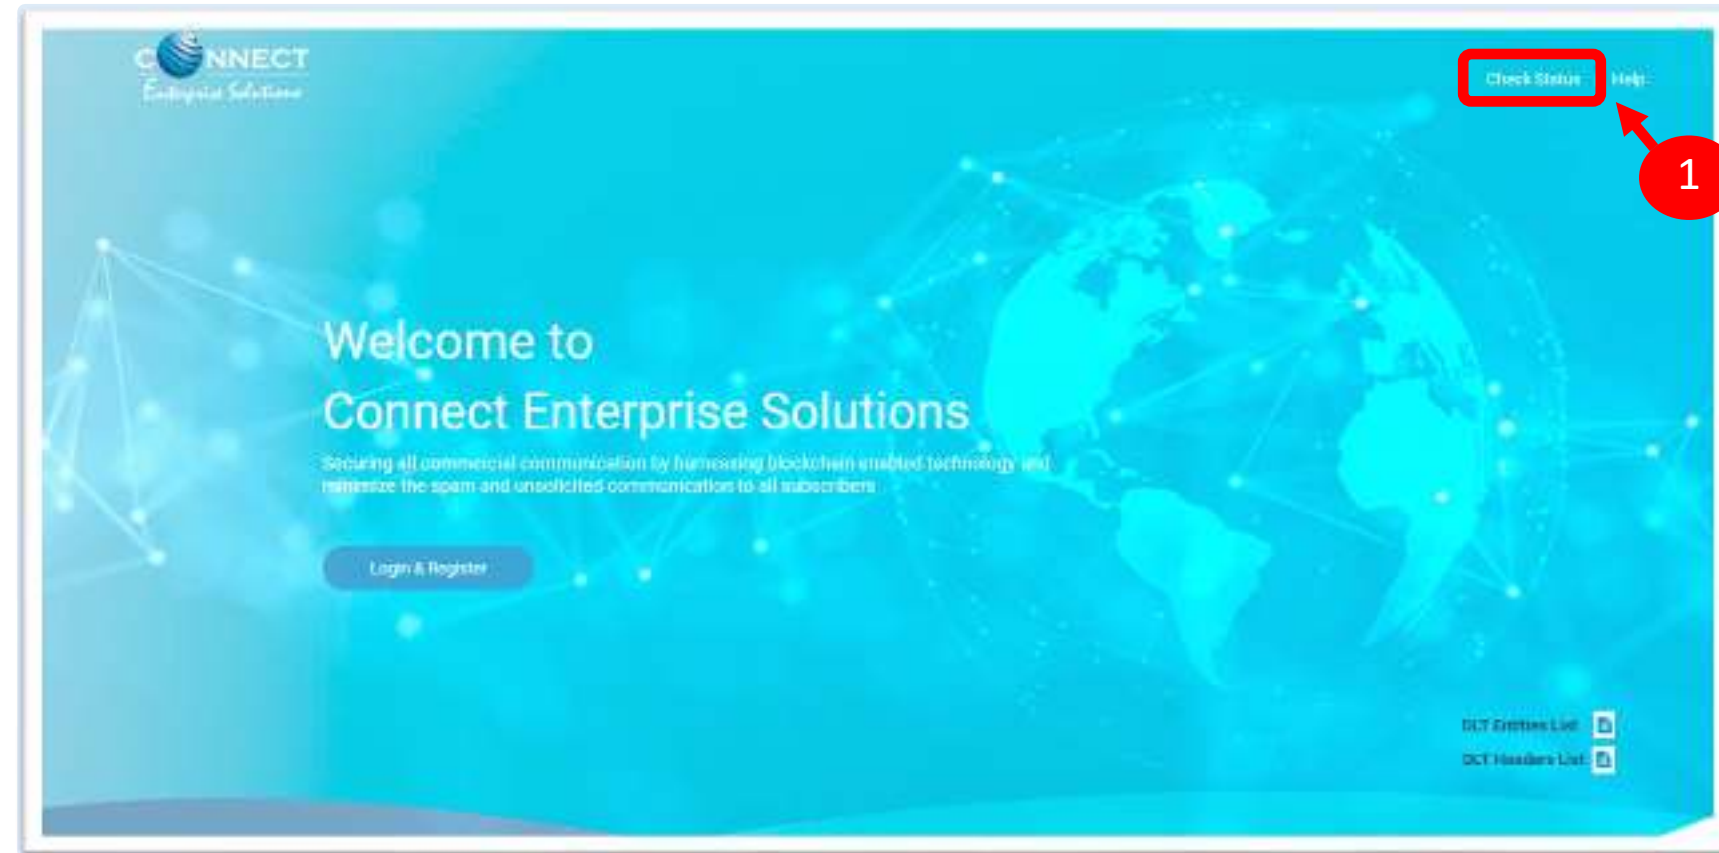 CONNECT
Enterprise Solutions
Check Status
Help
1
Welcome to
Connect Enterprise Solutions
Securing all commercial communication by harnessing blockchain enabled technology and
minimize the spam and unsolicited communication to all subscribers
Login & Register
DLT Entities List
DLT Headers List